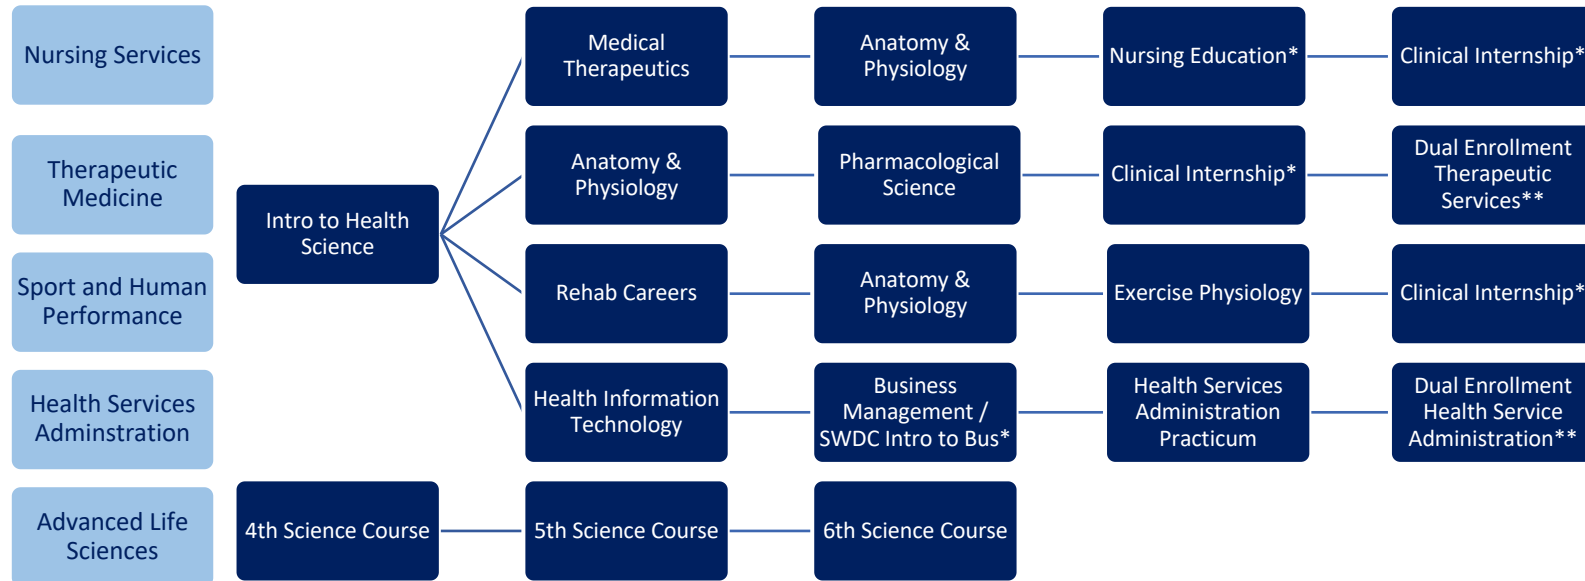 Nursing Services
Medical
Therapeutics
Anatomy &
Physiology
Nursing Education*
Clinical Internship*
Therapeutic
Medicine
Intro to Health
Science
Anatomy &
Physiology
Pharmacological
Science
Clinical Internship*
Dual Enrollment
Therapeutic
Services**
Sport and Human
Performance
Rehab Careers
Anatomy &
Physiology
Exercise Physiology
Clinical Internship*
Health Services
Adminstration
Health Information
Technology
Business
Management /
SWDC Intro to Bus*
Health Services
Administration
Practicum
Dual Enrollment
Health Service
Administration**
Advanced Life
Sciences
4th Science Course
5th Science Course
6th Science Course